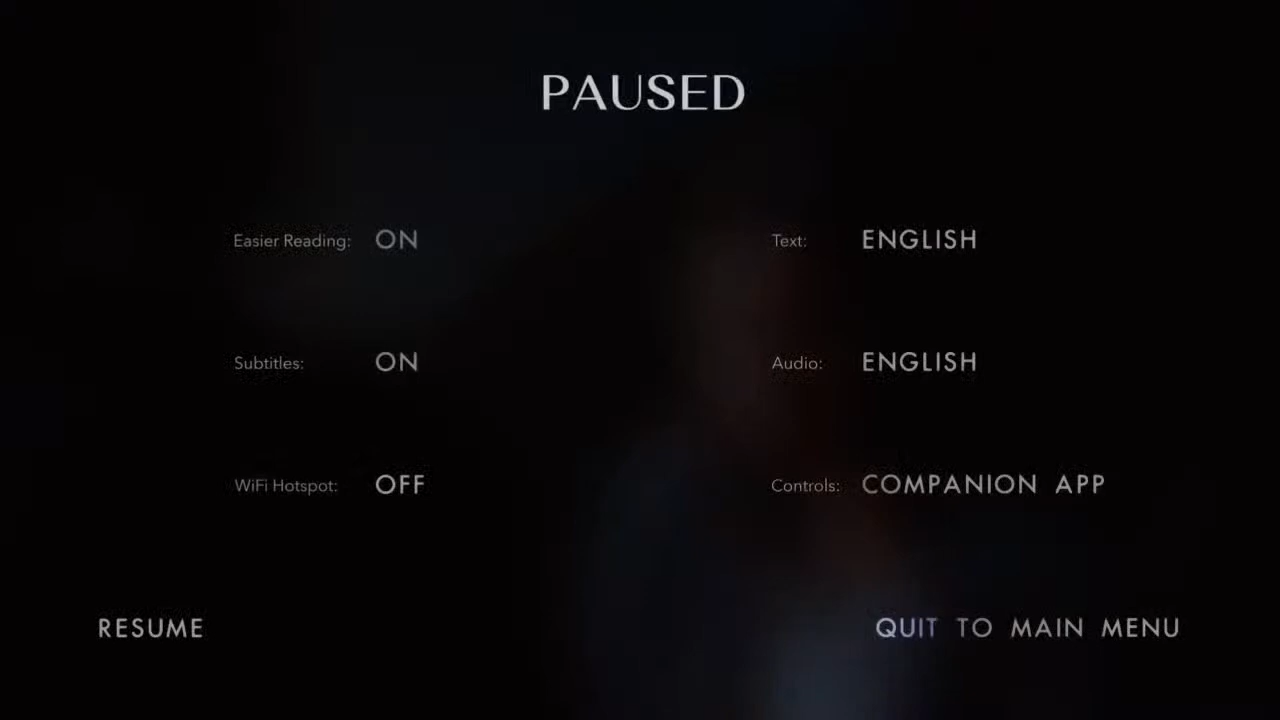 PAUSED
Easier Reading: ON
Text: ENGLISH
Subtitles: ON
Audio: ENGLISH
WiFi Hotspot: OFF
Controls: COMPANION APP
RESUME
QUIT TO MAIN MENU